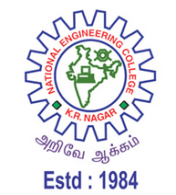 NATIONAL ENGINEERING COLLEGE
K.R. NAGAR
அறிவே ஆக்கம்
Estd : 1984